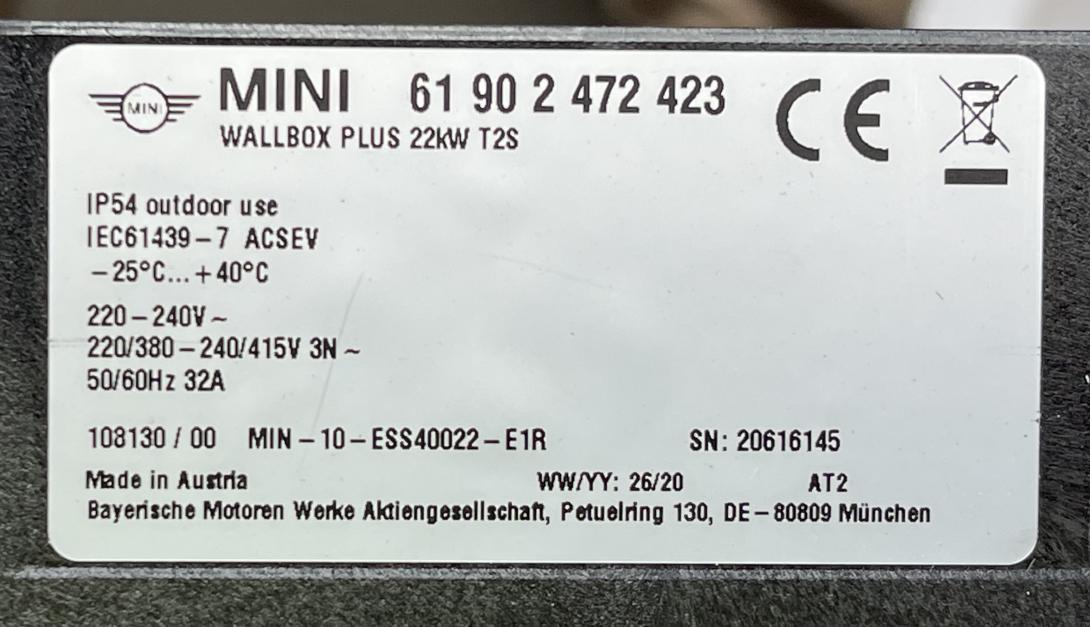 MINI
MINI 61 90 2 472 423
WALLBOX PLUS 22kW T2S
CE
IP54 outdoor use
IEC61439-7 ACSEV
-25°C...+40°C
220-240V~
220/380-240/415V 3N~
50/60Hz 32A
108130 / 00 MIN-10-ESS40022-E1R SN: 20616145
Made in Austria WW/YY: 26/20 AT2
Bayerische Motoren Werke Aktiengesellschaft, Petuelring 130, DE-80809 München